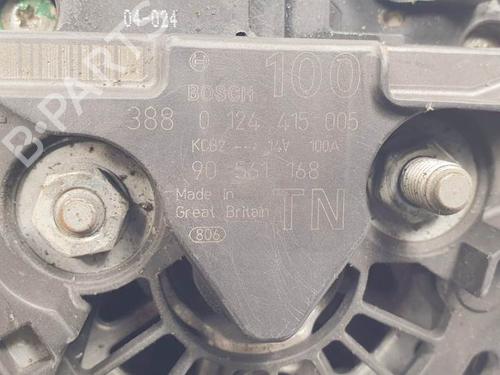 04-024
100
BOSCH
388 0 124 415 005
KCB2 14V 100A
90 561 168
Made in
Great Britain
TN
806
B-Parts